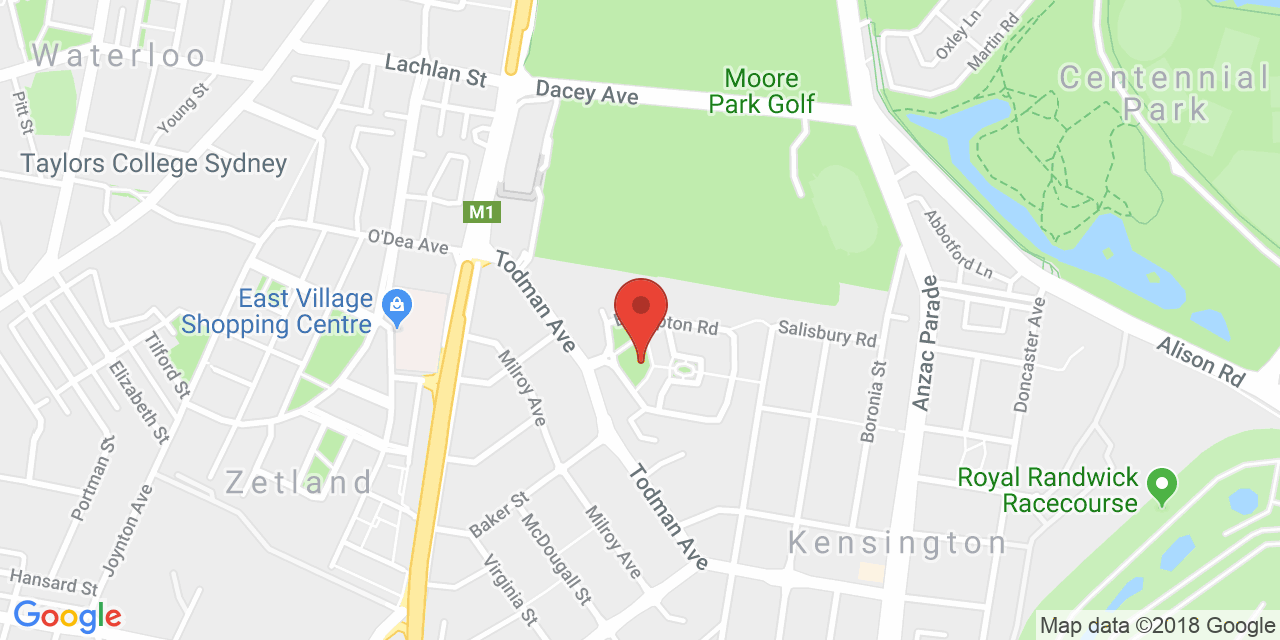 Oxley Ln
Martin Rd
Waterloo
Lachlan St
Dacey Ave
Moore
Park Golf
Centennial
Park
Pitt St
Young St
Taylors College Sydney
M1
O'Dea Ave
Todman Ave
Abbotford Ln
East Village
Shopping Centre
pton Rd
Salisbury Rd
Anzac Parade
Doncaster Ave
Alison Rd
Tilford St
Elizabeth St
Milroy Ave
Boronia St
Portman St
Joynton Ave
Zetland
Todman Ave
Royal Randwick
Racecourse
Baker St
McDougall St
Milroy Ave
Virginia St
Kensington
Hansard St
Google
Map data ©2018 Google